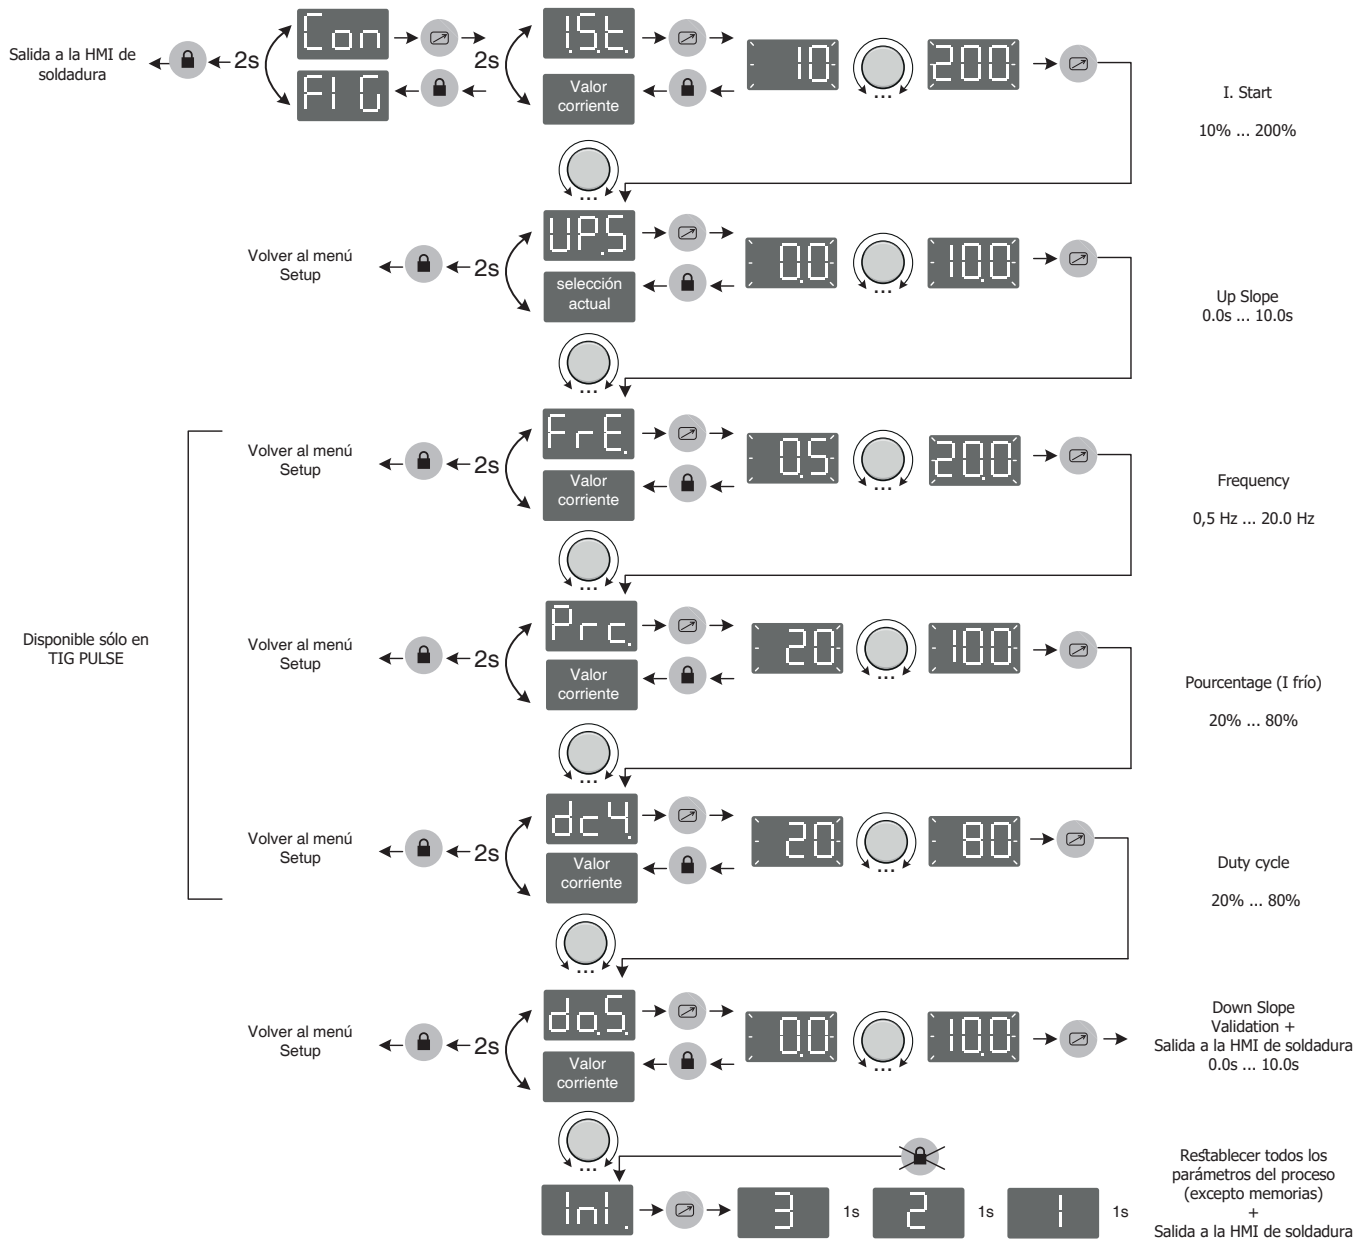 Salida a la HMI de
soldadura
2s
Con
FIG
2s
I.S.t.
Valor
corriente
10
...
200
I. Start
10% ... 200%
...
Volver al menú
Setup
2s
UP.S
selección
actual
0.0
...
10.0
Up Slope
0.0s ... 10.0s
...
Disponible sólo en
TIG PULSE
Volver al menú
Setup
2s
FrE.
Valor
corriente
0.5
...
20.0
Frequency
0,5 Hz ... 20.0 Hz
...
Volver al menú
Setup
2s
Prc.
Valor
corriente
20
...
100
Pourcentage (I frío)
20% ... 80%
...
Volver al menú
Setup
2s
dcY.
Valor
corriente
20
...
80
Duty cycle
20% ... 80%
...
Volver al menú
Setup
2s
do.S.
Valor
corriente
0.0
...
10.0
Down Slope
Validation +
Salida a la HMI de soldadura
0.0s ... 10.0s
...
InI.
3
1s
2
1s
1
1s
Restablecer todos los
parámetros del proceso
(excepto memorias)
+
Salida a la HMI de soldadura